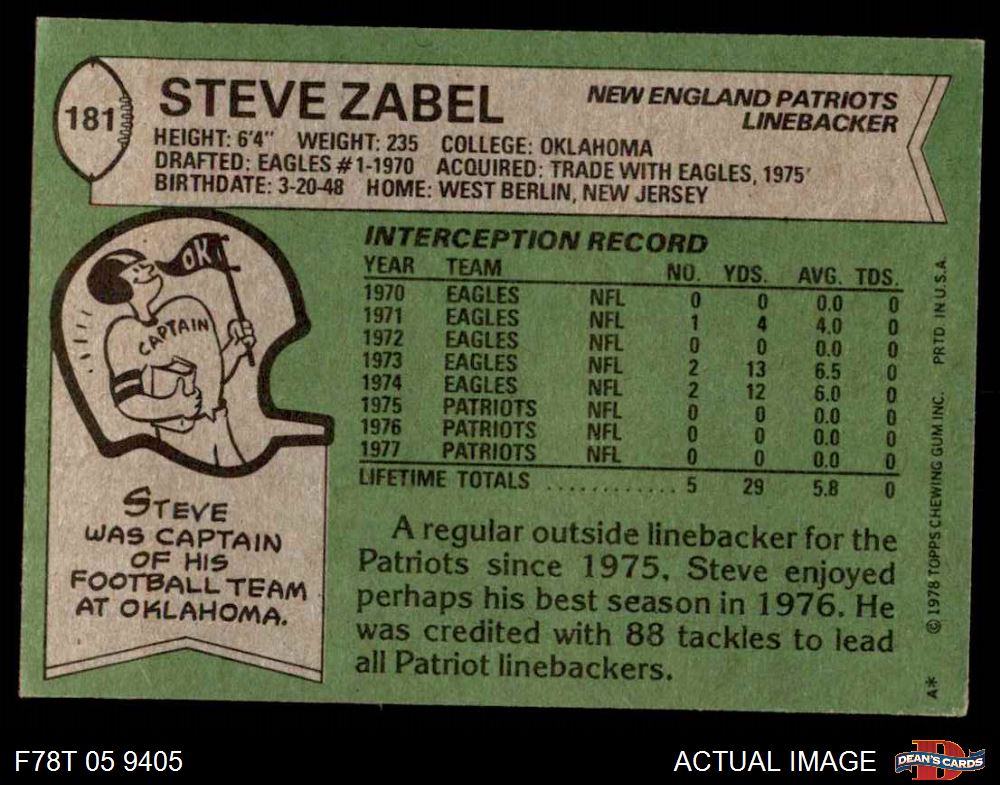 181
STEVE ZABEL
NEW ENGLAND PATRIOTS
LINEBACKER
HEIGHT: 6'4" WEIGHT: 235 COLLEGE: OKLAHOMA
DRAFTED: EAGLES #1-1970 ACQUIRED: TRADE WITH EAGLES, 1975
BIRTHDATE: 3-20-48 HOME: WEST BERLIN, NEW JERSEY
OK
CAPTAIN
STEVE
WAS CAPTAIN
OF HIS
FOOTBALL TEAM
AT OKLAHOMA.
INTERCEPTION RECORD
YEAR TEAM NO. YDS. AVG. TDS.
1970 EAGLES NFL 0 0 0.0 0
1971 EAGLES NFL 1 4 4.0 0
1972 EAGLES NFL 0 0 0.0 0
1973 EAGLES NFL 2 13 6.5 0
1974 EAGLES NFL 2 12 6.0 0
1975 PATRIOTS NFL 0 0 0.0 0
1976 PATRIOTS NFL 0 0 0.0 0
1977 PATRIOTS NFL 0 0 0.0 0
LIFETIME TOTALS ............ 5 29 5.8 0
A regular outside linebacker for the
Patriots since 1975, Steve enjoyed
perhaps his best season in 1976. He
was credited with 88 tackles to lead
all Patriot linebackers.
A* © 1978 TOPPS CHEWING GUM INC. PRTD. IN U.S.A.
F78T 05 9405
ACTUAL IMAGE
D
DEAN'S CARDS